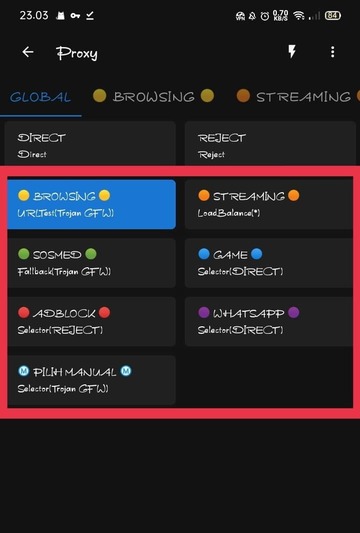 23.03
0.70 KB/S
84
Proxy
GLOBAL
BROWSING
STREAMING
DIRECT
Direct
REJECT
Reject
BROWSING
URLTest(Trojan GFW)
STREAMING
LoadBalance(*)
SOSMED
Fallback(Trojan GFW)
GAME
Selector(DIRECT)
ADBLOCK
Selector(REJECT)
WHATSAPP
Selector(DIRECT)
M PILIH MANUAL M
Selector(Trojan GFW)